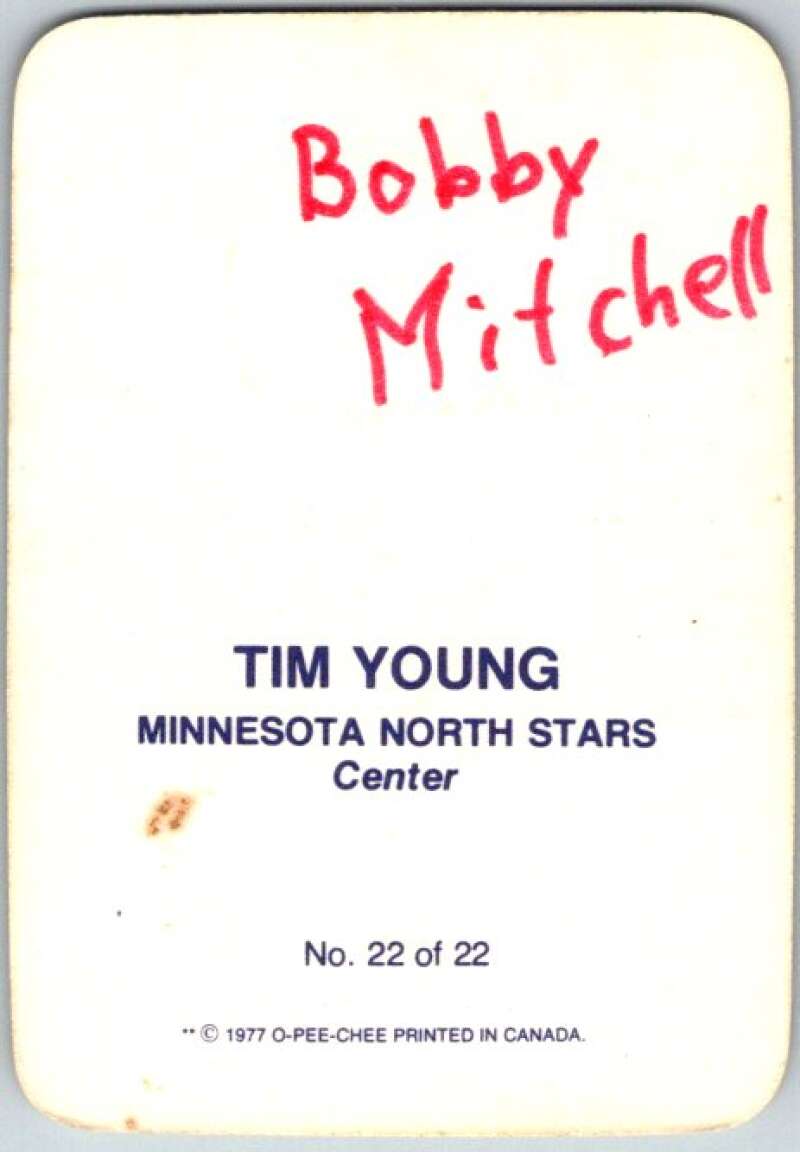 Bobby
Mitchell
TIM YOUNG
MINNESOTA NORTH STARS
Center
No. 22 of 22
** © 1977 O-PEE-CHEE PRINTED IN CANADA.